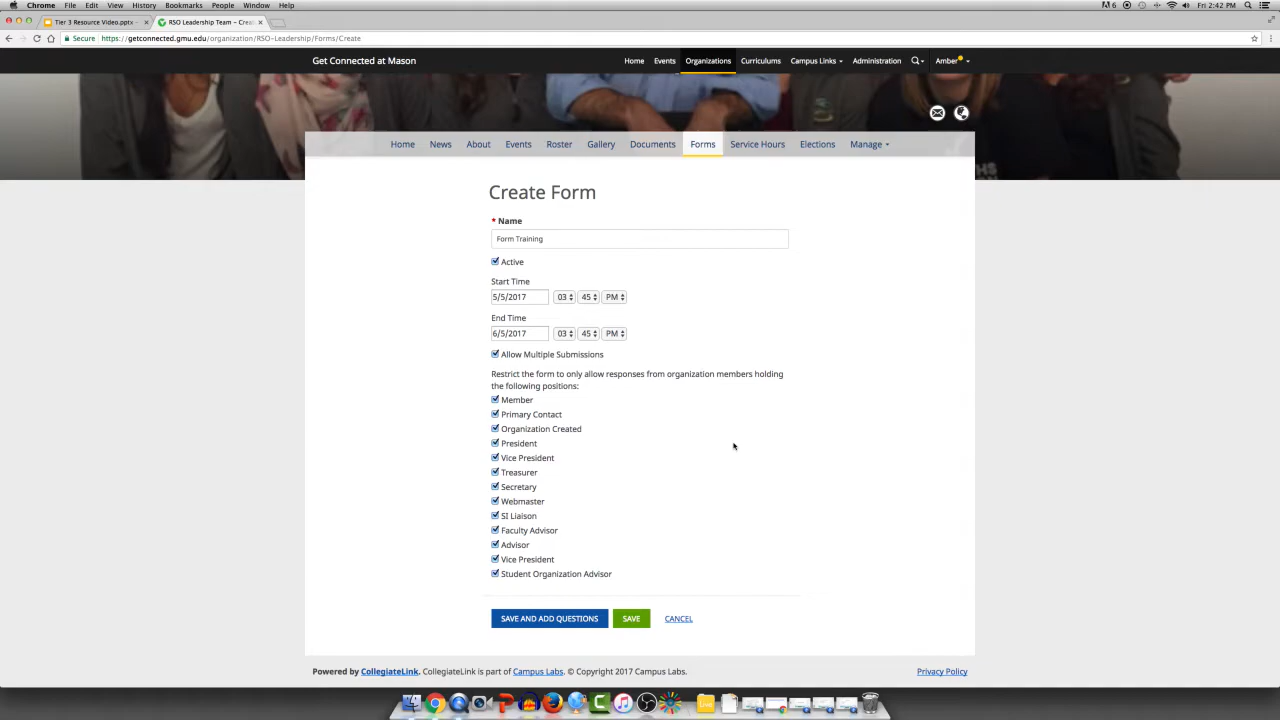 Chrome File Edit View History Bookmarks People Window Help
6 Fri 2:42 PM
Tier 3 Resource Video.pptx - × RSO Leadership Team – Crea ×
Secure https://getconnected.gmu.edu/organization/RSO-Leadership/Forms/Create
Get Connected at Mason Home Events Organizations Curriculums Campus Links Administration Amber
Home News About Events Roster Gallery Documents Forms Service Hours Elections Manage
Create Form
* Name
Form Training
Active
Start Time
5/5/2017 03 45 PM
End Time
6/5/2017 03 45 PM
Allow Multiple Submissions
Restrict the form to only allow responses from organization members holding
the following positions:
Member
Primary Contact
Organization Created
President
Vice President
Treasurer
Secretary
Webmaster
SI Liaison
Faculty Advisor
Advisor
Vice President
Student Organization Advisor
SAVE AND ADD QUESTIONS SAVE CANCEL
Powered by CollegiateLink. CollegiateLink is part of Campus Labs. © Copyright 2017 Campus Labs. Privacy Policy